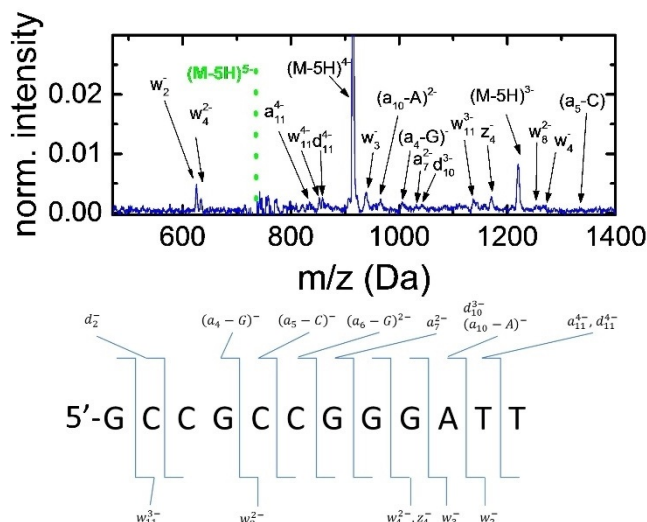 norm. intensity
0.02
0.01
0.00
w₂⁻
w₄²⁻
(M-5H)⁵⁻
a₁₁⁴⁻
w₁₁⁴⁻
d₁₁⁴⁻
(M-5H)⁴⁻
w₃⁻
(a₁₀-A)²⁻
(a₄-G)⁻
a₇²⁻
d₁₀³⁻
w₁₁³⁻
z₄⁻
(M-5H)³⁻
w₈²⁻
w₄⁻
(a₅-C)⁻
600 800 1000 1200 1400
m/z (Da)
d₂⁻
(a₄ − G)⁻
(a₅ − C)⁻
(a₆ − G)²⁻
a₇²⁻
d₁₀³⁻
(a₁₀ − A)⁻
a₁₁⁴⁻, d₁₁⁴⁻
5'-G C C G C C G G G A T T
w₁₁³⁻
w₄²⁻, z₄⁻
w₃⁻
w₂⁻